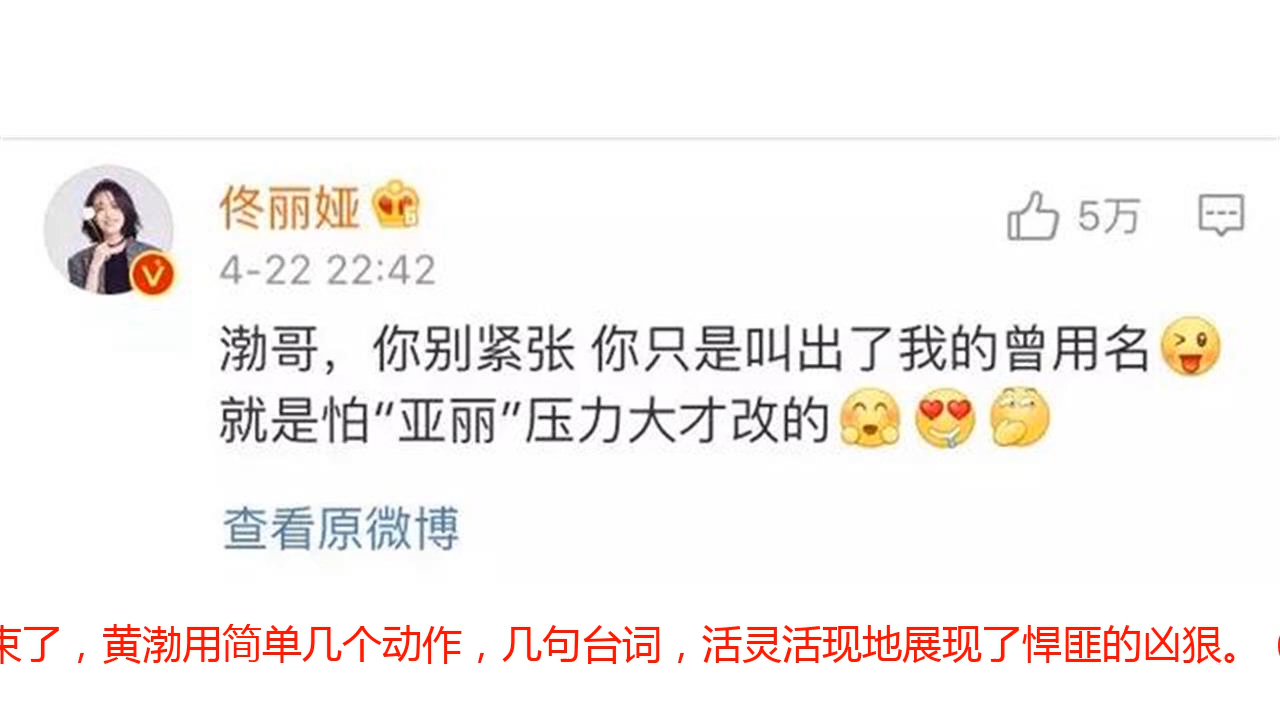 佟丽娅
5万
4-22 22:42
渤哥，你别紧张 你只是叫出了我的曾用名
就是怕“亚丽”压力大才改的
查看原微博
束了，黄渤用简单几个动作，几句台词，活灵活现地展现了悍匪的凶狠。（